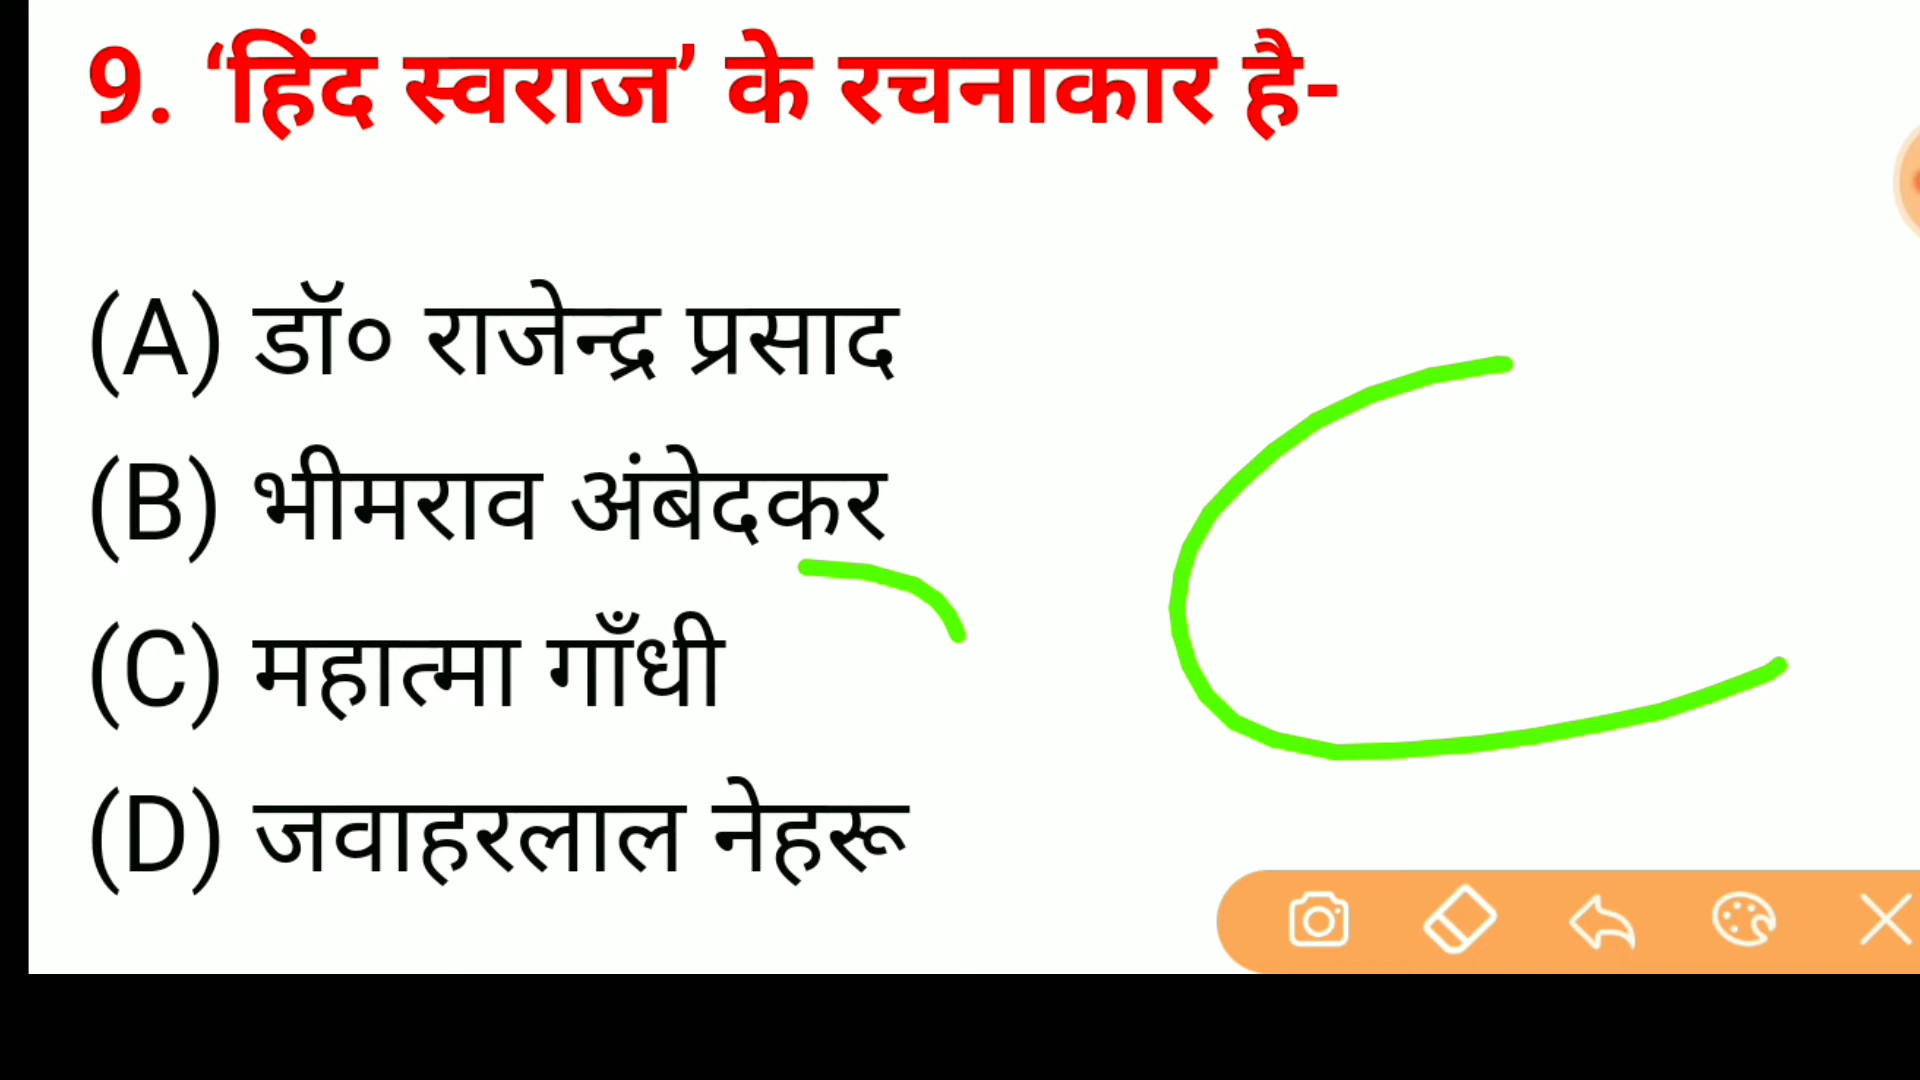 9. ‘हिंद स्वराज’ के रचनाकार है-
(A) डॉ० राजेन्द्र प्रसाद
(B) भीमराव अंबेदकर
(C) महात्मा गाँधी
(D) जवाहरलाल नेहरू